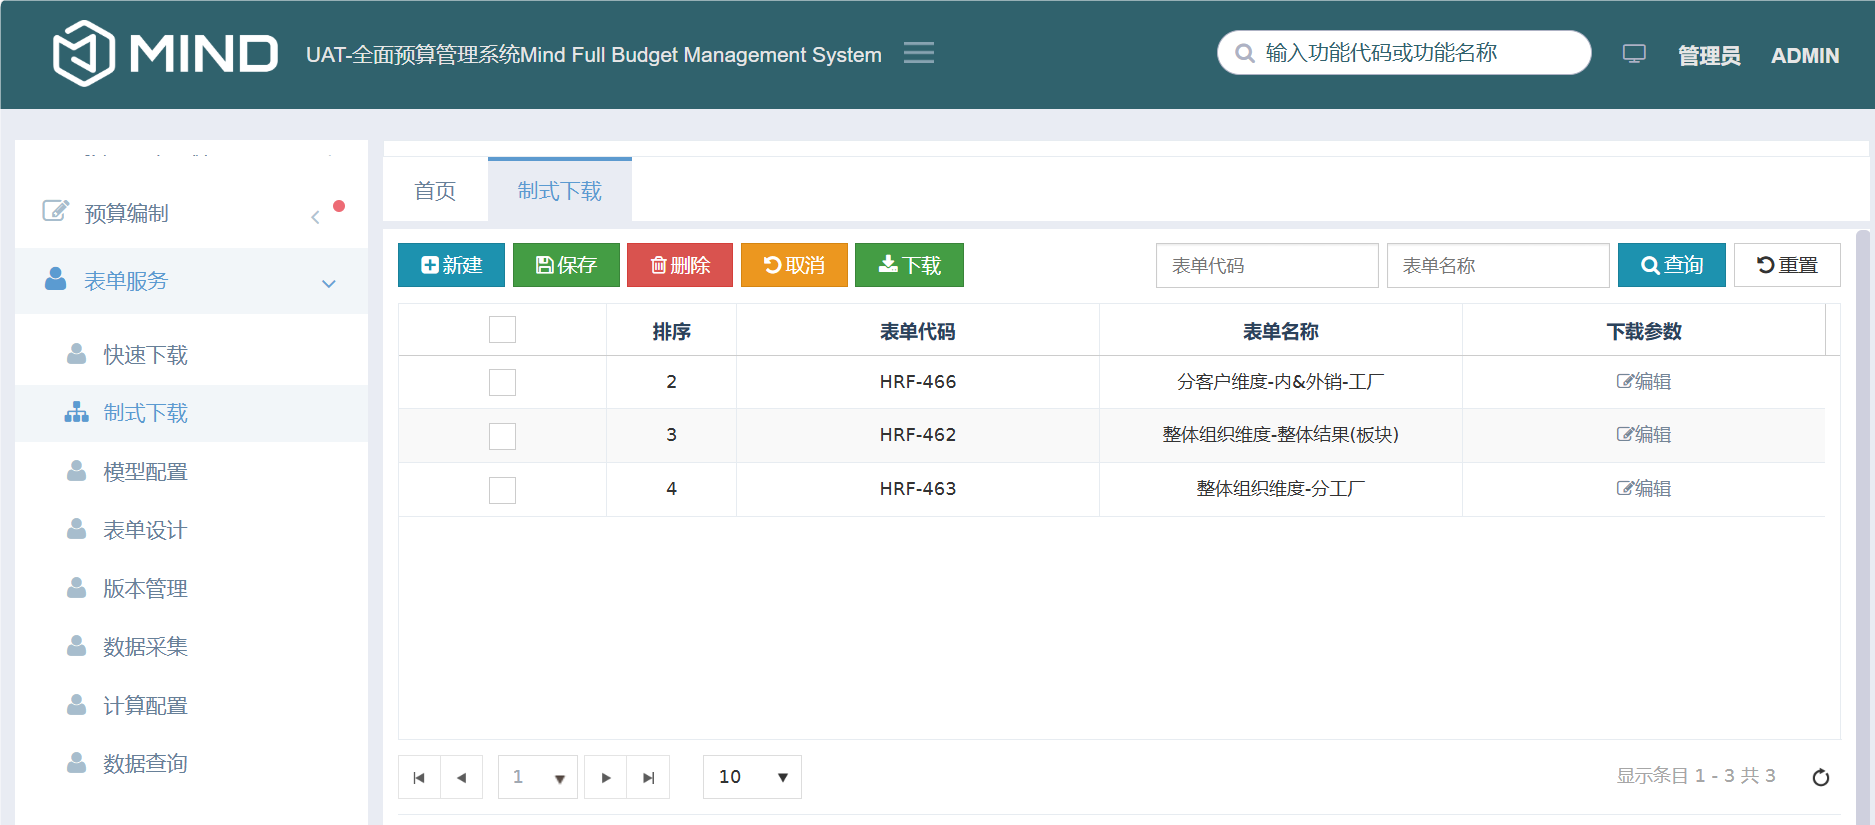 MIND UAT-全面预算管理系统Mind Full Budget Management System 输入功能代码或功能名称 管理员 ADMIN
预算编制
表单服务
快速下载
制式下载
模型配置
表单设计
版本管理
数据采集
计算配置
数据查询
首页 制式下载
新建 保存 删除 取消 下载 表单代码 表单名称 查询 重置
排序 表单代码 表单名称 下载参数
2 HRF-466 分客户维度-内&外销-工厂 编辑
3 HRF-462 整体组织维度-整体结果(板块) 编辑
4 HRF-463 整体组织维度-分工厂 编辑
1 10 显示条目 1 - 3 共 3